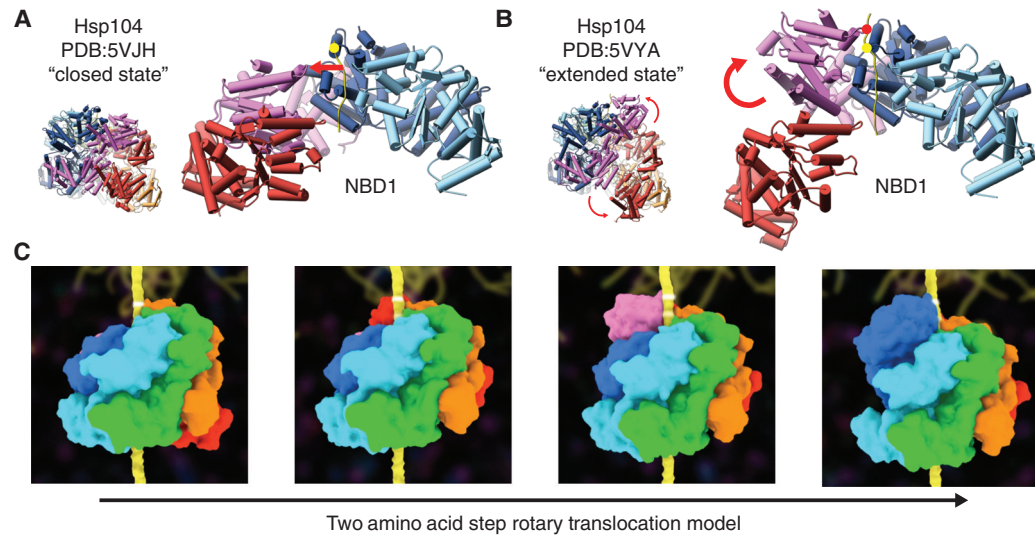 A
Hsp104
PDB:5VJH
“closed state”
NBD1
B
Hsp104
PDB:5VYA
“extended state”
NBD1
C
Two amino acid step rotary translocation model